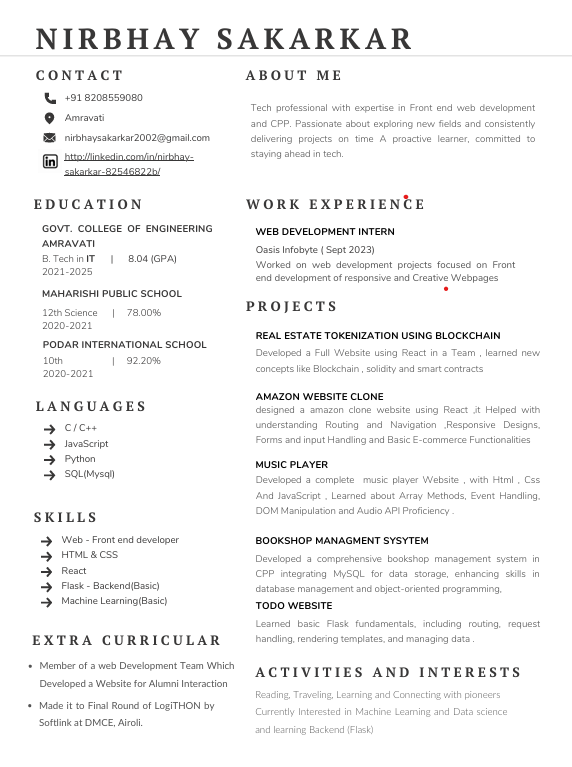 NIRBHAY SAKARKAR
CONTACT
+91 8208559080
Amravati
nirbhaysakarkar2002@gmail.com
http://linkedin.com/in/nirbhay-
sakarkar-82546822b/
EDUCATION
GOVT. COLLEGE OF ENGINEERING
AMRAVATI
B. Tech in IT | 8.04 (GPA)
2021-2025
MAHARISHI PUBLIC SCHOOL
12th Science | 78.00%
2020-2021
PODAR INTERNATIONAL SCHOOL
10th | 92.20%
2020-2021
LANGUAGES
C / C++
JavaScript
Python
SQL(Mysql)
SKILLS
Web - Front end developer
HTML & CSS
React
Flask - Backend(Basic)
Machine Learning(Basic)
EXTRA CURRICULAR
Member of a web Development Team Which
Developed a Website for Alumni Interaction
Made it to Final Round of LogiTHON by
Softlink at DMCE, Airoli.
ABOUT ME
Tech professional with expertise in Front end web development
and CPP. Passionate about exploring new fields and consistently
delivering projects on time A proactive learner, committed to
staying ahead in tech.
WORK EXPERIENCE
WEB DEVELOPMENT INTERN
Oasis Infobyte ( Sept 2023)
Worked on web development projects focused on Front
end development of responsive and Creative Webpages
PROJECTS
REAL ESTATE TOKENIZATION USING BLOCKCHAIN
Developed a Full Website using React in a Team , learned new
concepts like Blockchain , solidity and smart contracts
AMAZON WEBSITE CLONE
designed a amazon clone website using React ,it Helped with
understanding Routing and Navigation ,Responsive Designs,
Forms and input Handling and Basic E-commerce Functionalities
MUSIC PLAYER
Developed a complete music player Website , with Html , Css
And JavaScript , Learned about Array Methods, Event Handling,
DOM Manipulation and Audio API Proficiency .
BOOKSHOP MANAGMENT SYSYTEM
Developed a comprehensive bookshop management system in
CPP integrating MySQL for data storage, enhancing skills in
database management and object-oriented programming,
TODO WEBSITE
Learned basic Flask fundamentals, including routing, request
handling, rendering templates, and managing data .
ACTIVITIES AND INTERESTS
Reading, Traveling, Learning and Connecting with pioneers
Currently Interested in Machine Learning and Data science
and learning Backend (Flask)